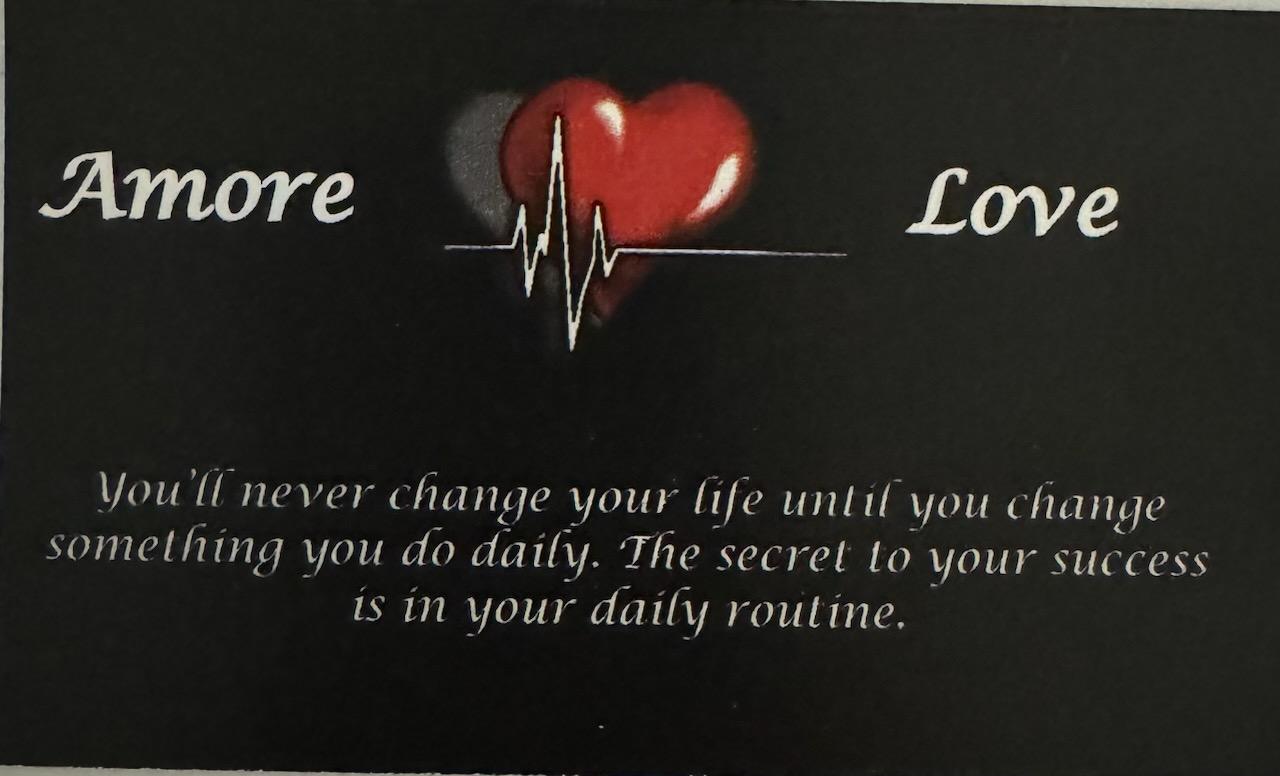 Amore Love
You'll never change your life until you change
something you do daily. The secret to your success
is in your daily routine.